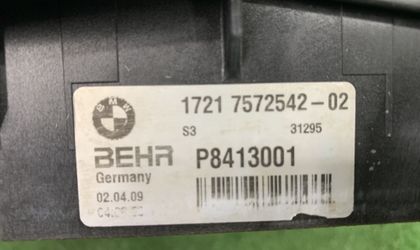 BMW
1721 7572542-02
S3 31295
BEHR P8413001
Germany
02.04.09